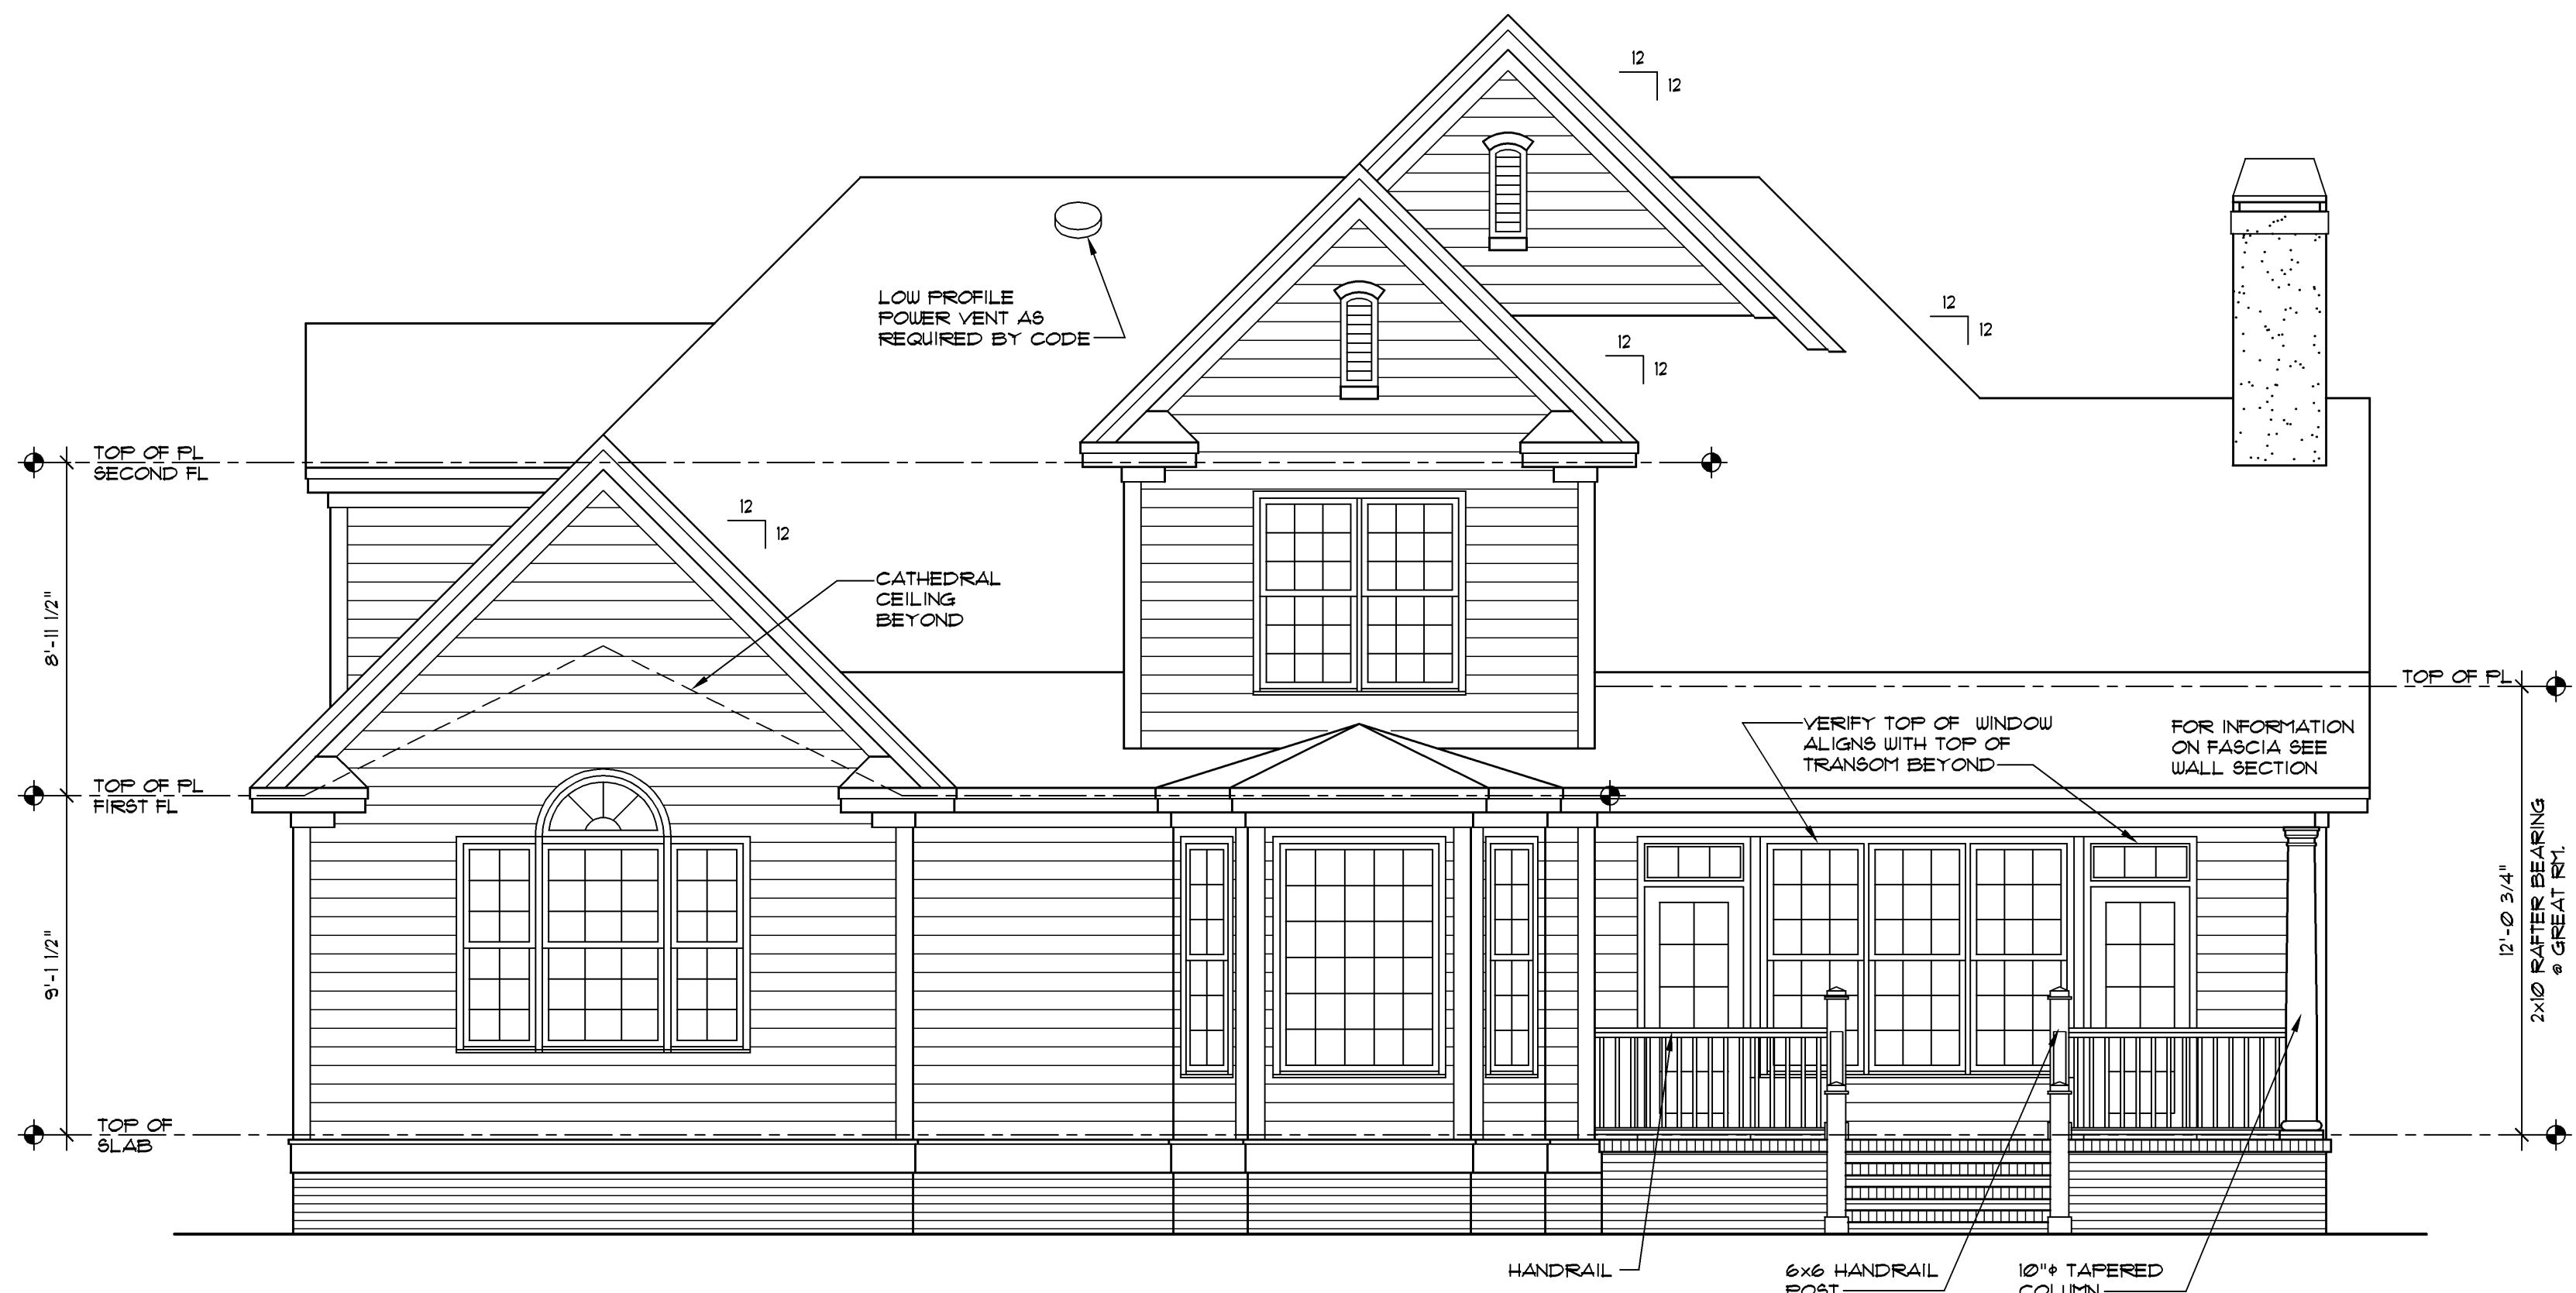 12
12
LOW PROFILE
POWER VENT AS
REQUIRED BY CODE
12
12
12
12
TOP OF PL
SECOND FL
12
12
CATHEDRAL
CEILING
BEYOND
8'-11 1/2"
TOP OF PL
VERIFY TOP OF WINDOW
ALIGNS WITH TOP OF
TRANSOM BEYOND
FOR INFORMATION
ON FASCIA SEE
WALL SECTION
TOP OF PL
FIRST FL
9'-1 1/2"
12'-0 3/4"
2x10 RAFTER BEARING
@ GREAT RM.
TOP OF
SLAB
HANDRAIL
6x6 HANDRAIL
POST
10"ϕ TAPERED
COLUMN